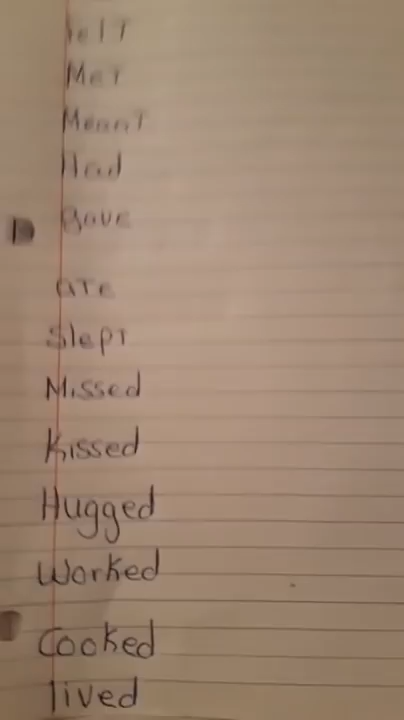 Met
Meant
Had
gave
ate
Slept
Missed
Kissed
Hugged
Worked
Cooked
lived